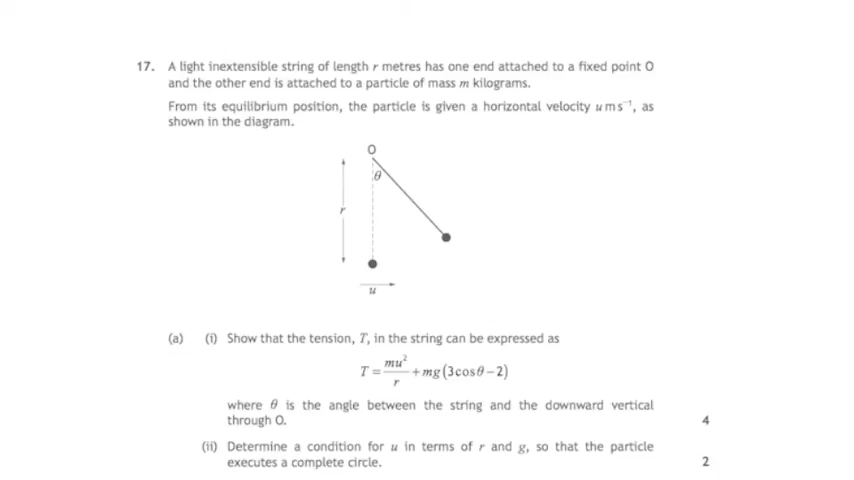 17. A light inextensible string of length r metres has one end attached to a fixed point O
and the other end is attached to a particle of mass m kilograms.
From its equilibrium position, the particle is given a horizontal velocity u m s⁻¹, as
shown in the diagram.
O
θ
r
u
(a) (i) Show that the tension, T, in the string can be expressed as
T = mu²/r + mg(3cosθ − 2)
where θ is the angle between the string and the downward vertical
through O. 4
(ii) Determine a condition for u in terms of r and g, so that the particle
executes a complete circle. 2